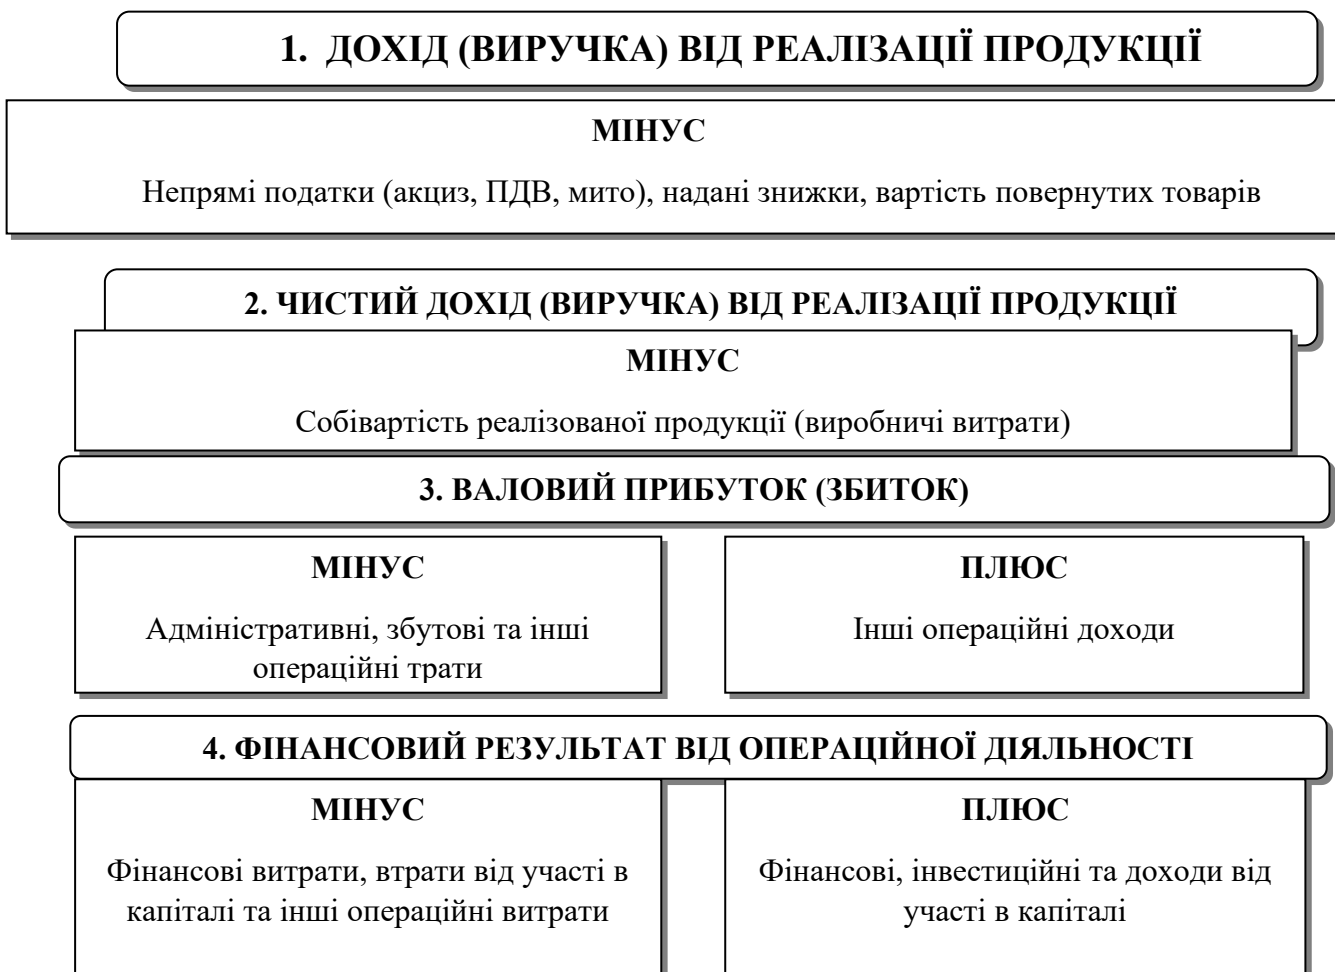 1. ДОХІД (ВИРУЧКА) ВІД РЕАЛІЗАЦІЇ ПРОДУКЦІЇ
МІНУС
Непрямі податки (акциз, ПДВ, мито), надані знижки, вартість повернутих товарів
2. ЧИСТИЙ ДОХІД (ВИРУЧКА) ВІД РЕАЛІЗАЦІЇ ПРОДУКЦІЇ
МІНУС
Собівартість реалізованої продукції (виробничі витрати)
3. ВАЛОВИЙ ПРИБУТОК (ЗБИТОК)
МІНУС
Адміністративні, збутові та інші
операційні трати
ПЛЮС
Інші операційні доходи
4. ФІНАНСОВИЙ РЕЗУЛЬТАТ ВІД ОПЕРАЦІЙНОЇ ДІЯЛЬНОСТІ
МІНУС
Фінансові витрати, втрати від участі в
капіталі та інші операційні витрати
ПЛЮС
Фінансові, інвестиційні та доходи від
участі в капіталі